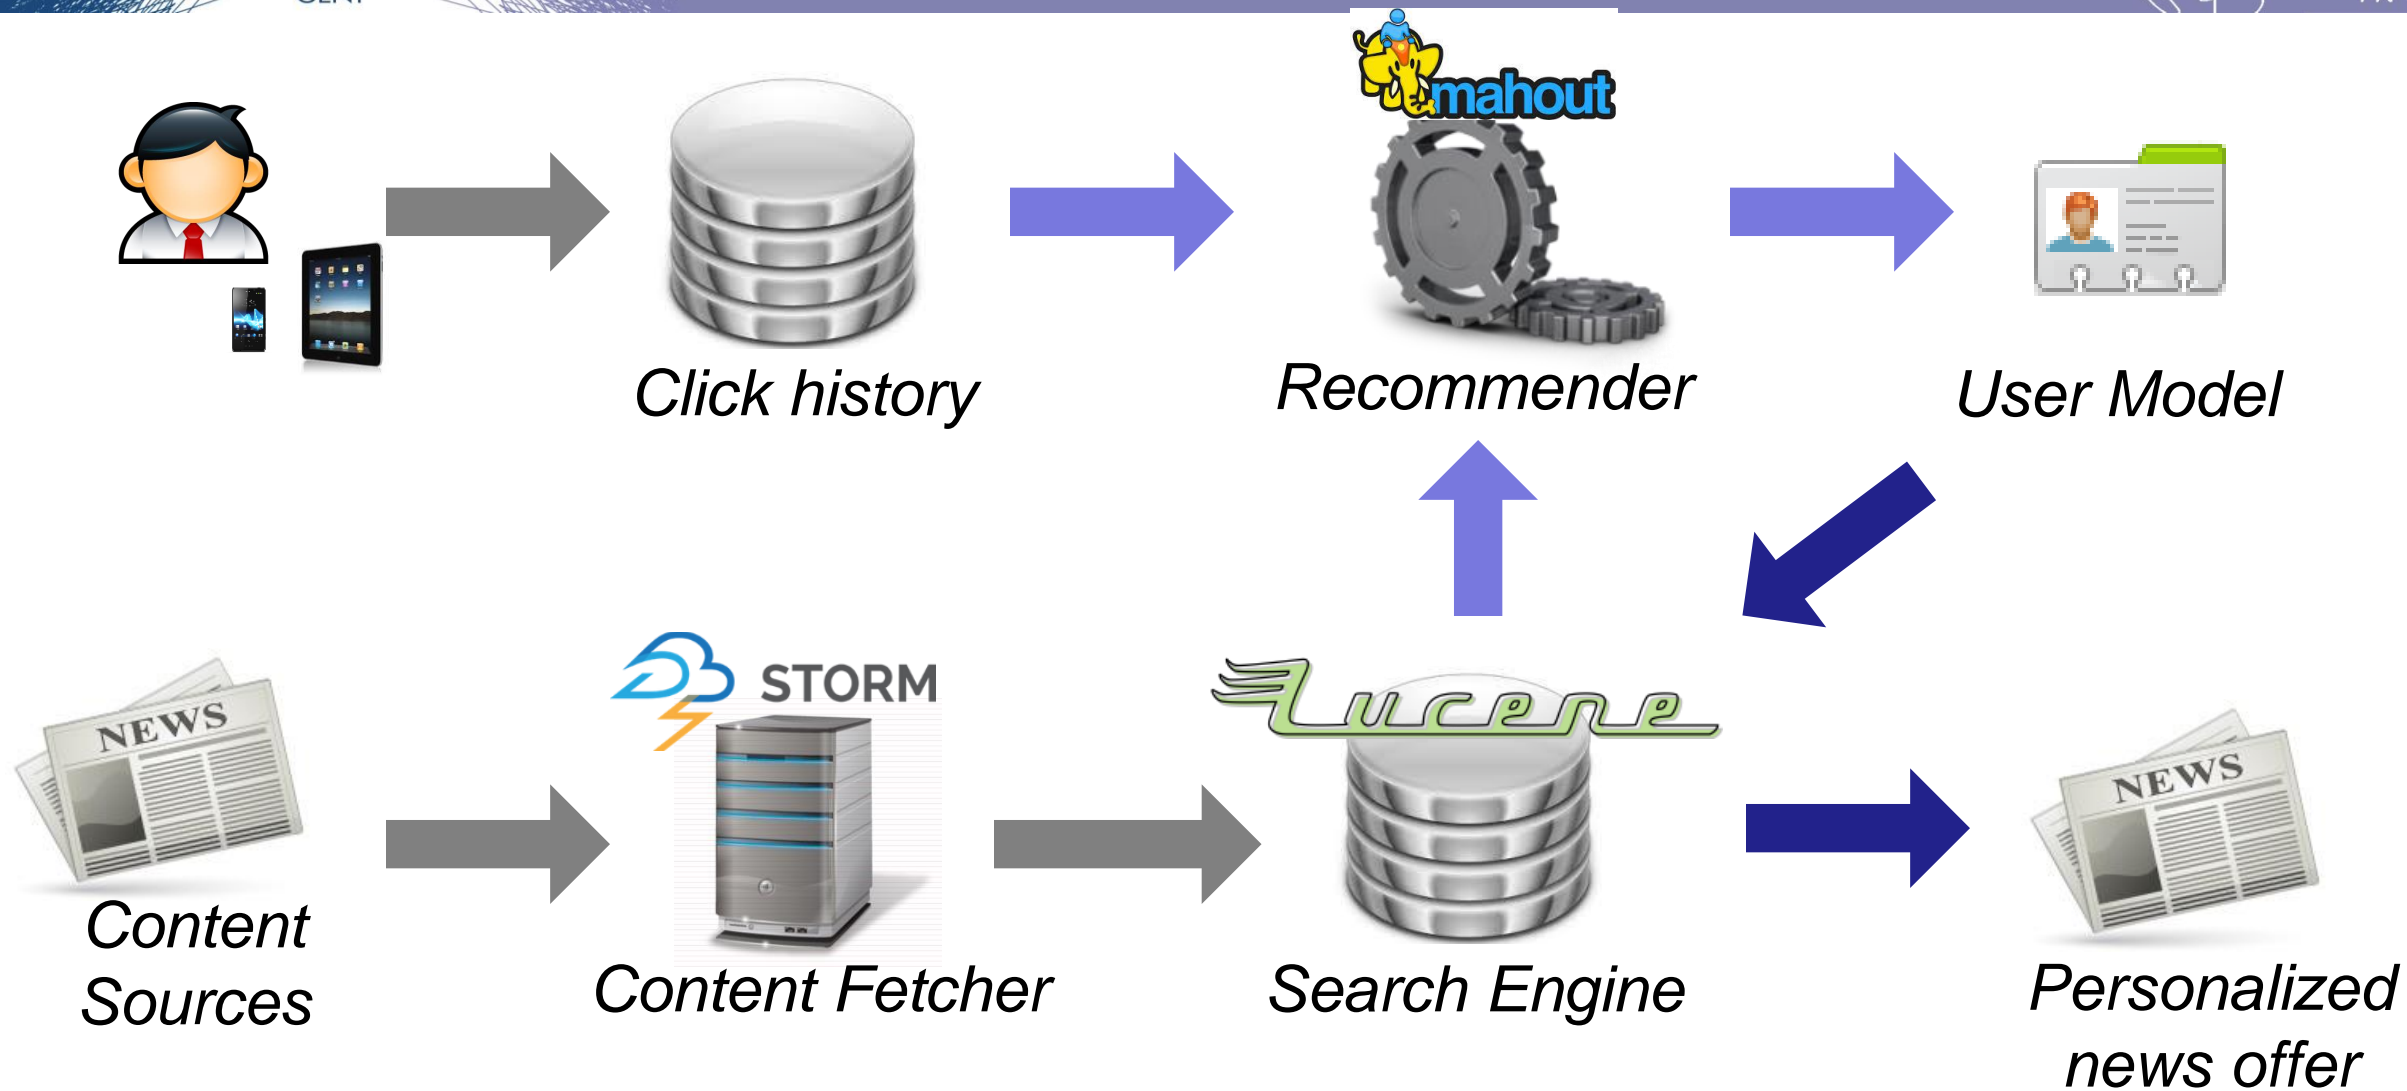 mahout
Click history
Recommender
User Model
STORM
Lucene
NEWS
NEWS
Content
Sources
Content Fetcher
Search Engine
Personalized
news offer